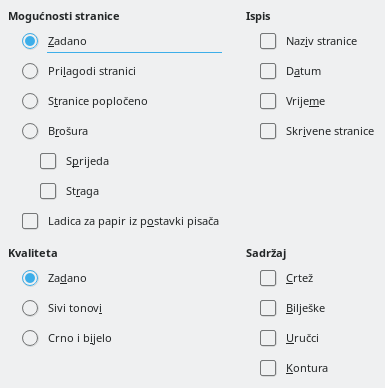 Mogućnosti stranice
Zadano
Prilagodi stranici
Stranice popločeno
Brošura
Sprijeda
Straga
Ladica za papir iz postavki pisača
Ispis
Naziv stranice
Datum
Vrijeme
Skrivene stranice
Kvaliteta
Zadano
Sivi tonovi
Crno i bijelo
Sadržaj
Crtež
Bilješke
Uručci
Kontura